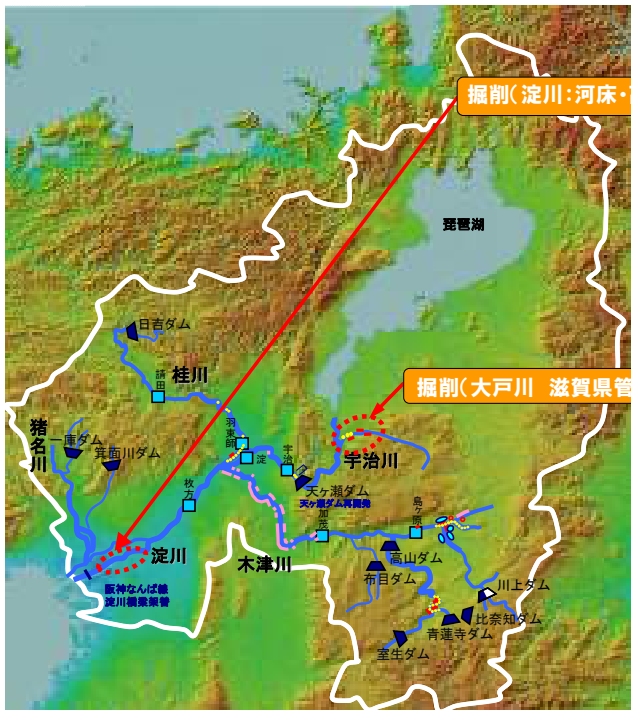 掘削(淀川:河床・
琵琶湖
日吉ダム
請田
桂川
掘削(大戸川 滋賀県管
猪名川
一庫ダム
箕面川ダム
羽束師
淀
宇治
宇治川
枚方
天ヶ瀬ダム
天ヶ瀬ダム再開発
加茂
島ヶ原
淀川
木津川
高山ダム
布目ダム
川上ダム
阪神なんば線
淀川橋梁架替
比奈知ダム
青蓮寺ダム
室生ダム